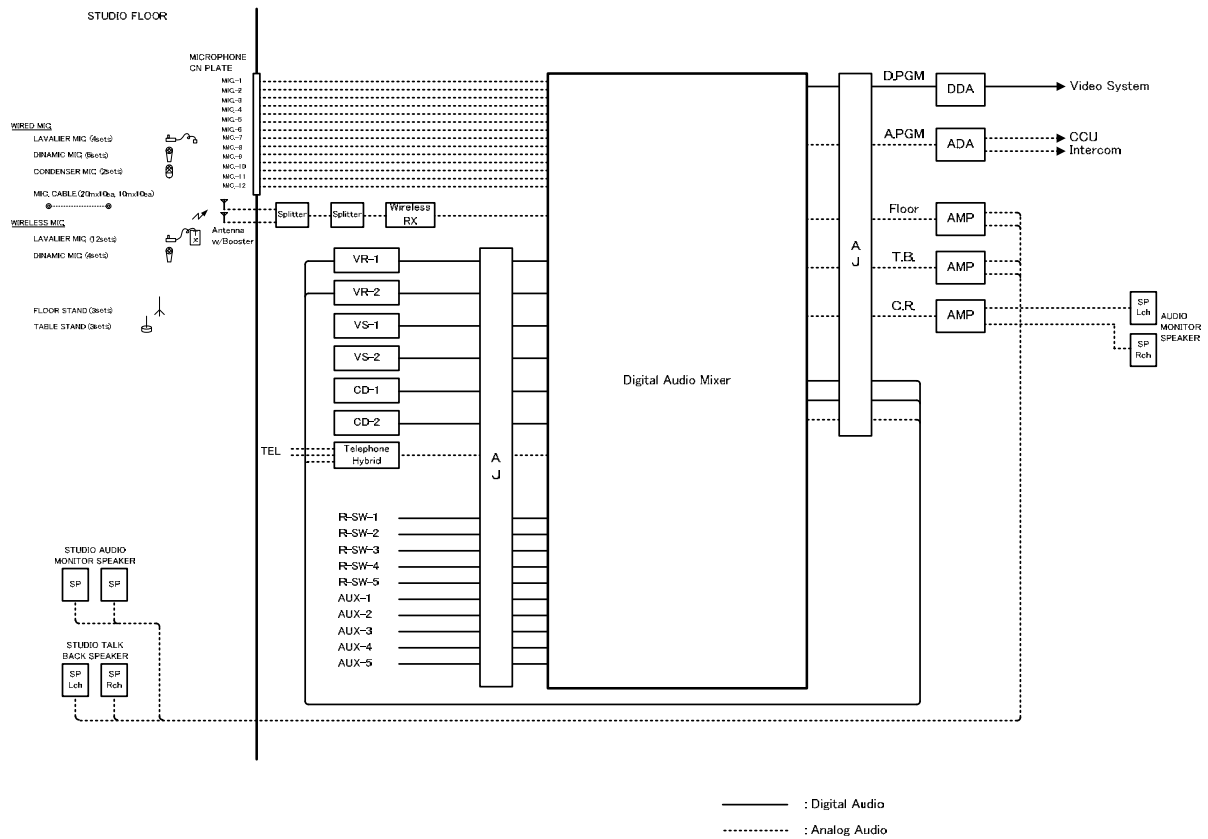 STUDIO FLOOR
MICROPHONE
CN PLATE
MIC-1
MIC-2
MIC-3
MIC-4
MIC-5
MIC-6
MIC-7
MIC-8
MIC-9
MIC-10
MIC-11
MIC-12
WIRED MIC
LAVALIER MIC (4sets)
DINAMIC MIC (5sets)
CONDENSER MIC (2sets)
MIC CABLE (20mx10ea, 10mx10ea)
WIRELESS MIC
LAVALIER MIC (12sets)
DINAMIC MIC (4sets)
FLOOR STAND (3sets)
TABLE STAND (3sets)
T
X
Antenna
w/Booster
Splitter
Splitter
Wireless
RX
VR-1
VR-2
VS-1
VS-2
CD-1
CD-2
TEL
Telephone
Hybrid
R-SW-1
R-SW-2
R-SW-3
R-SW-4
R-SW-5
AUX-1
AUX-2
AUX-3
AUX-4
AUX-5
A
J
Digital Audio Mixer
A
J
D.PGM
DDA
Video System
A.PGM
ADA
CCU
Intercom
Floor
AMP
T.B.
AMP
C.R.
AMP
SP
Lch
SP
Rch
AUDIO
MONITOR
SPEAKER
STUDIO AUDIO
MONITOR SPEAKER
SP
SP
STUDIO TALK
BACK SPEAKER
SP
Lch
SP
Rch
: Digital Audio
: Analog Audio